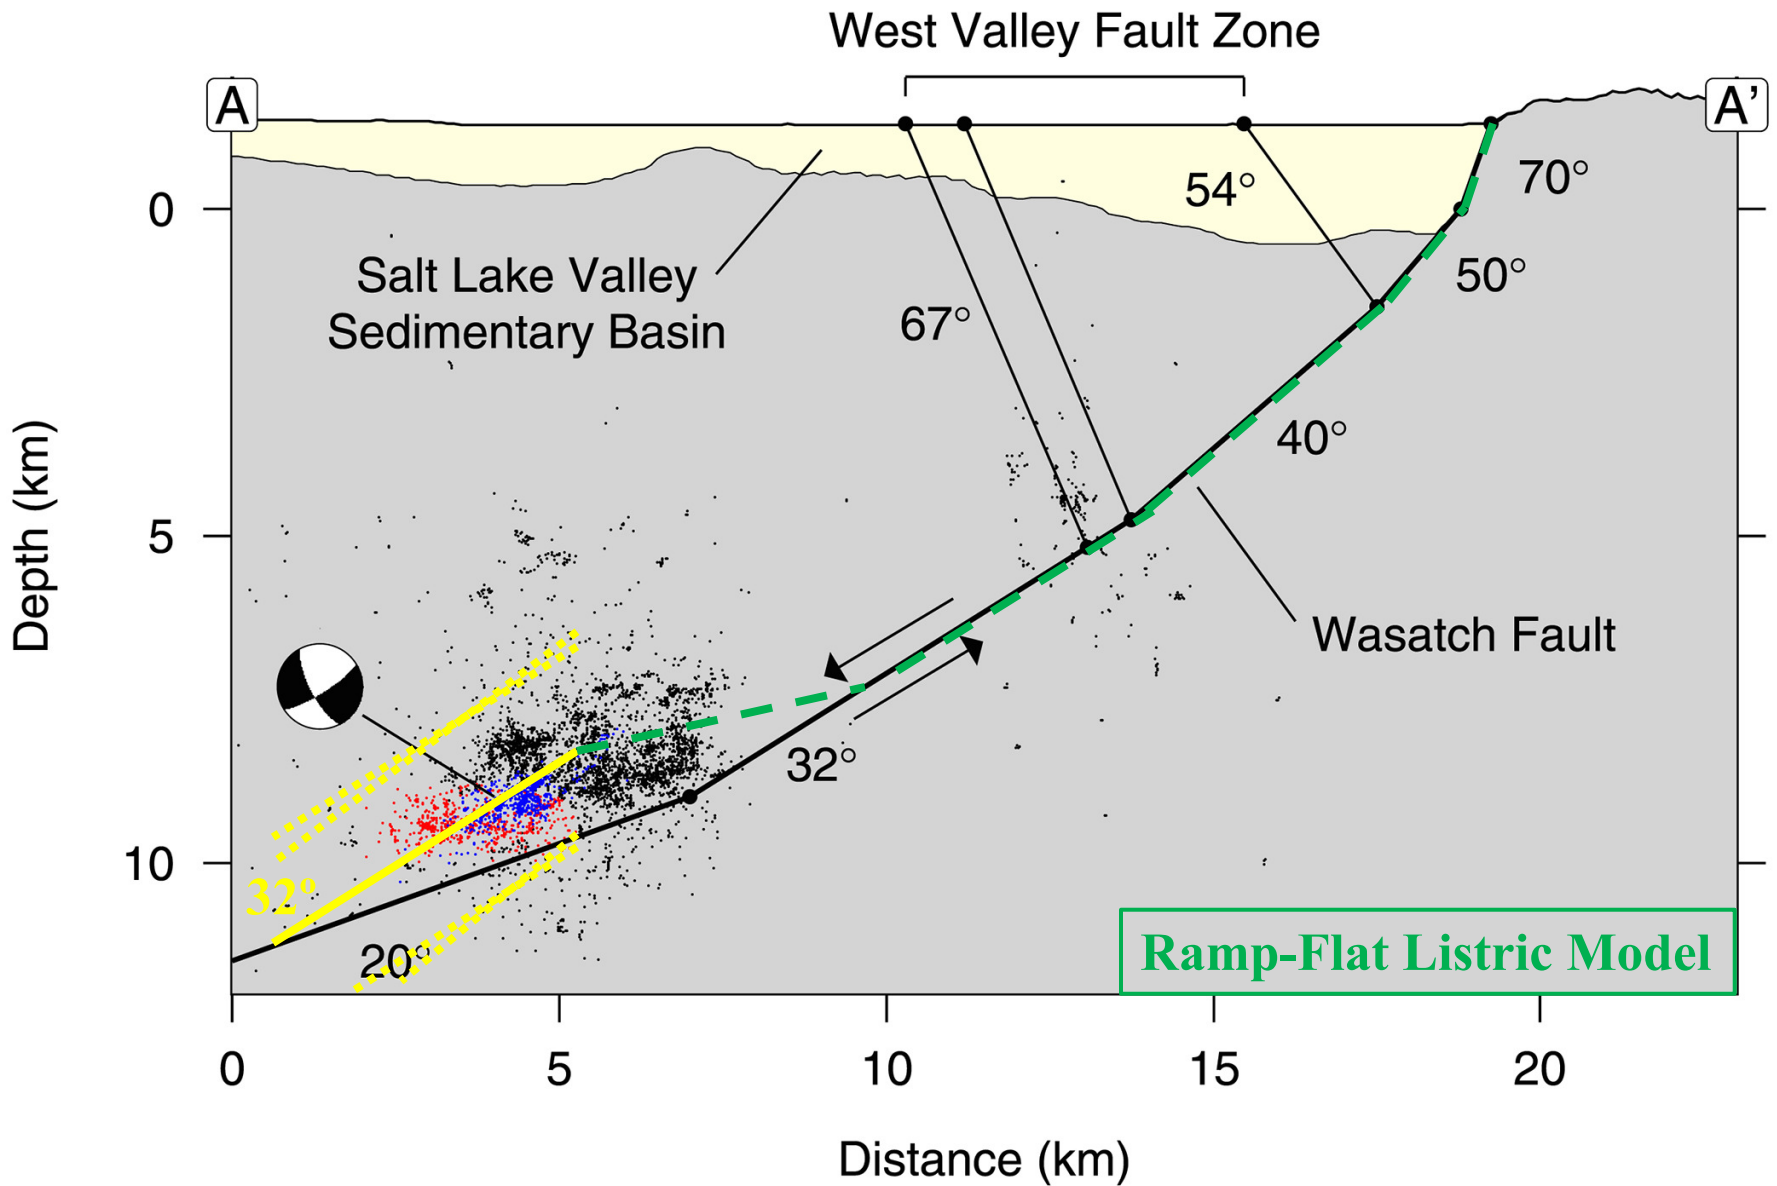 West Valley Fault Zone
A
A’
70°
54°
0
50°
Salt Lake Valley
Sedimentary Basin
67°
40°
Depth (km)
5
Wasatch Fault
32°
10
32°
20°
Ramp-Flat Listric Model
0
5
10
15
20
Distance (km)